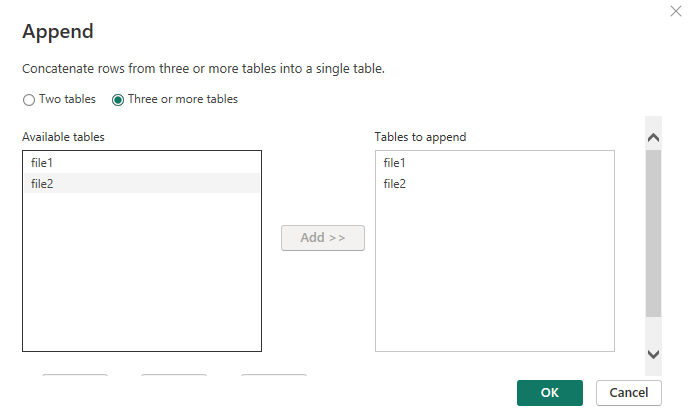 Append
Concatenate rows from three or more tables into a single table.
Two tables Three or more tables
Available tables Tables to append
file1 file1
file2 file2
Add >>
OK Cancel